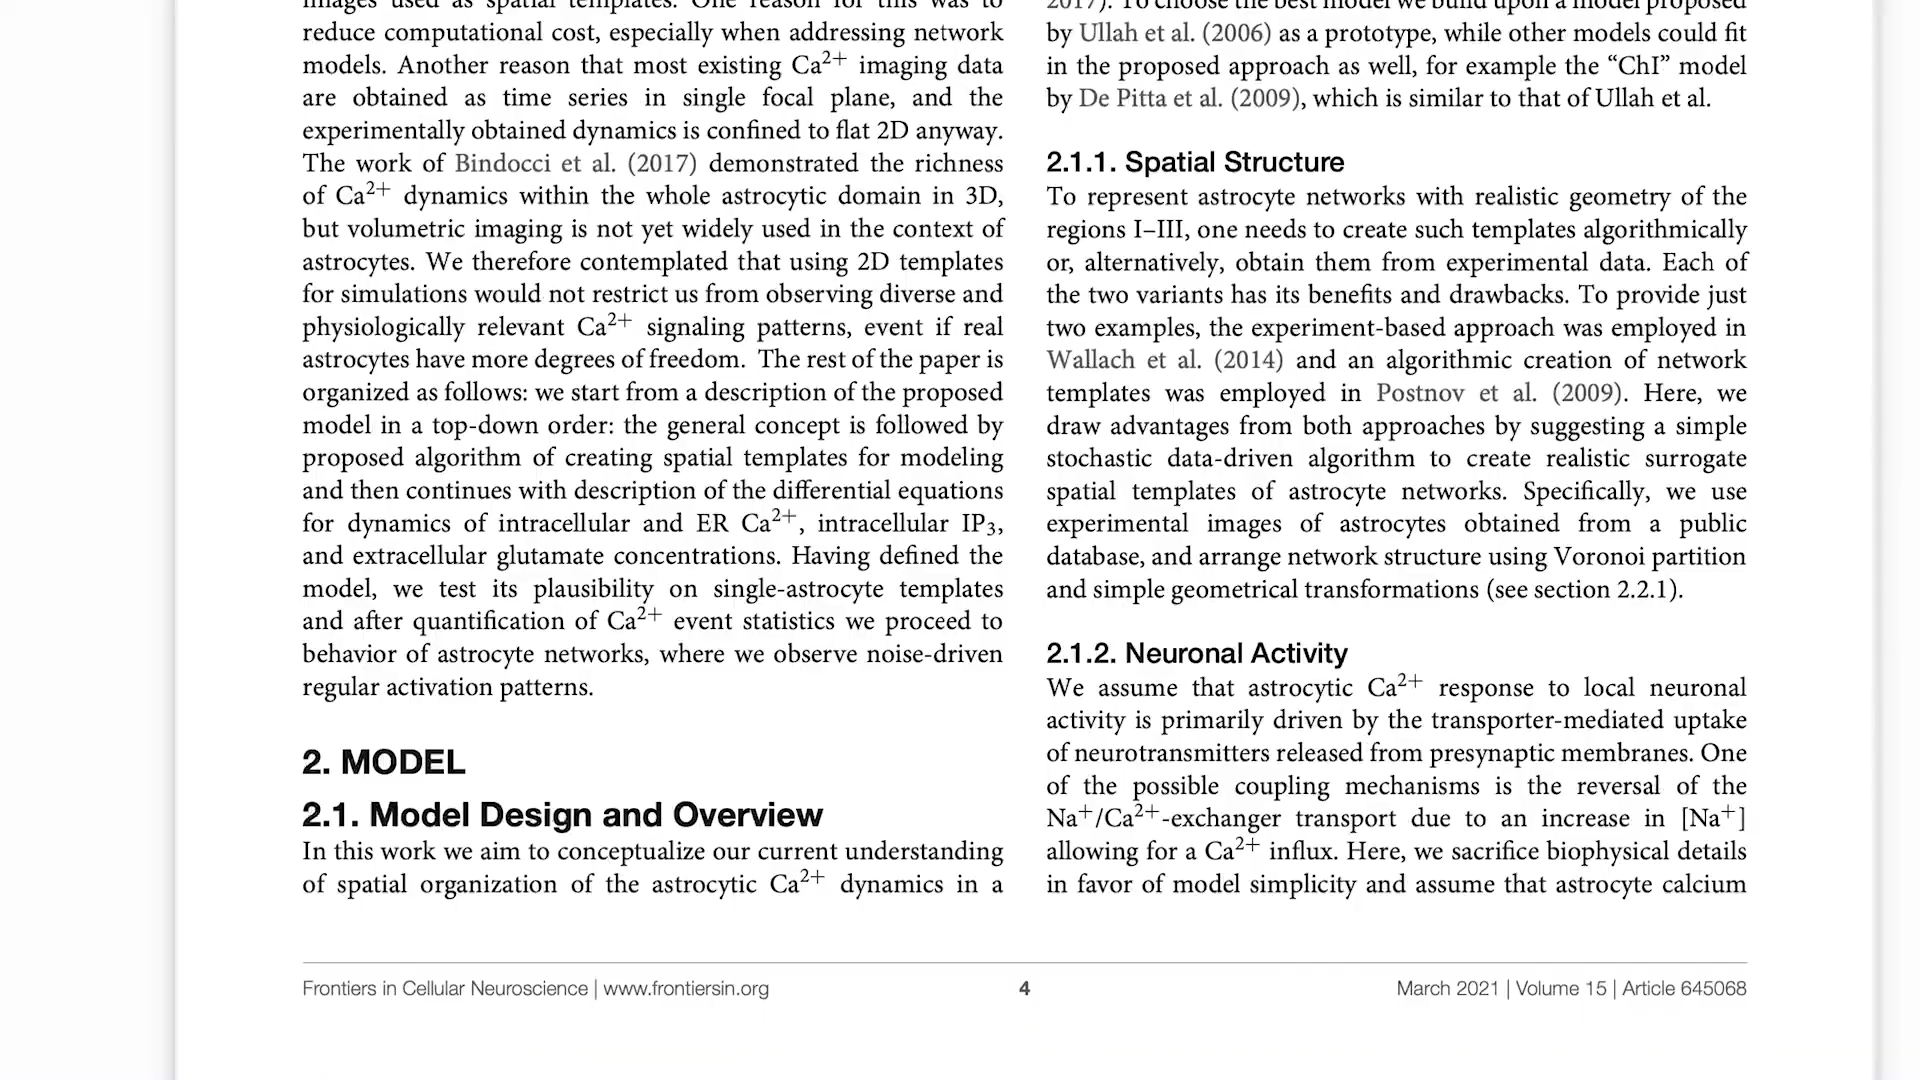 images used as spatial templates. One reason for this was to
reduce computational cost, especially when addressing network
models. Another reason that most existing Ca2+ imaging data
are obtained as time series in single focal plane, and the
experimentally obtained dynamics is confined to flat 2D anyway.
The work of Bindocci et al. (2017) demonstrated the richness
of Ca2+ dynamics within the whole astrocytic domain in 3D,
but volumetric imaging is not yet widely used in the context of
astrocytes. We therefore contemplated that using 2D templates
for simulations would not restrict us from observing diverse and
physiologically relevant Ca2+ signaling patterns, event if real
astrocytes have more degrees of freedom. The rest of the paper is
organized as follows: we start from a description of the proposed
model in a top-down order: the general concept is followed by
proposed algorithm of creating spatial templates for modeling
and then continues with description of the differential equations
for dynamics of intracellular and ER Ca2+, intracellular IP3,
and extracellular glutamate concentrations. Having defined the
model, we test its plausibility on single-astrocyte templates
and after quantification of Ca2+ event statistics we proceed to
behavior of astrocyte networks, where we observe noise-driven
regular activation patterns.
2. MODEL
2.1. Model Design and Overview
In this work we aim to conceptualize our current understanding
of spatial organization of the astrocytic Ca2+ dynamics in a
2017). To choose the best model we build upon a model proposed
by Ullah et al. (2006) as a prototype, while other models could fit
in the proposed approach as well, for example the “ChI” model
by De Pitta et al. (2009), which is similar to that of Ullah et al.
2.1.1. Spatial Structure
To represent astrocyte networks with realistic geometry of the
regions I–III, one needs to create such templates algorithmically
or, alternatively, obtain them from experimental data. Each of
the two variants has its benefits and drawbacks. To provide just
two examples, the experiment-based approach was employed in
Wallach et al. (2014) and an algorithmic creation of network
templates was employed in Postnov et al. (2009). Here, we
draw advantages from both approaches by suggesting a simple
stochastic data-driven algorithm to create realistic surrogate
spatial templates of astrocyte networks. Specifically, we use
experimental images of astrocytes obtained from a public
database, and arrange network structure using Voronoi partition
and simple geometrical transformations (see section 2.2.1).
2.1.2. Neuronal Activity
We assume that astrocytic Ca2+ response to local neuronal
activity is primarily driven by the transporter-mediated uptake
of neurotransmitters released from presynaptic membranes. One
of the possible coupling mechanisms is the reversal of the
Na+/Ca2+-exchanger transport due to an increase in [Na+]
allowing for a Ca2+ influx. Here, we sacrifice biophysical details
in favor of model simplicity and assume that astrocyte calcium
Frontiers in Cellular Neuroscience | www.frontiersin.org
4
March 2021 | Volume 15 | Article 645068